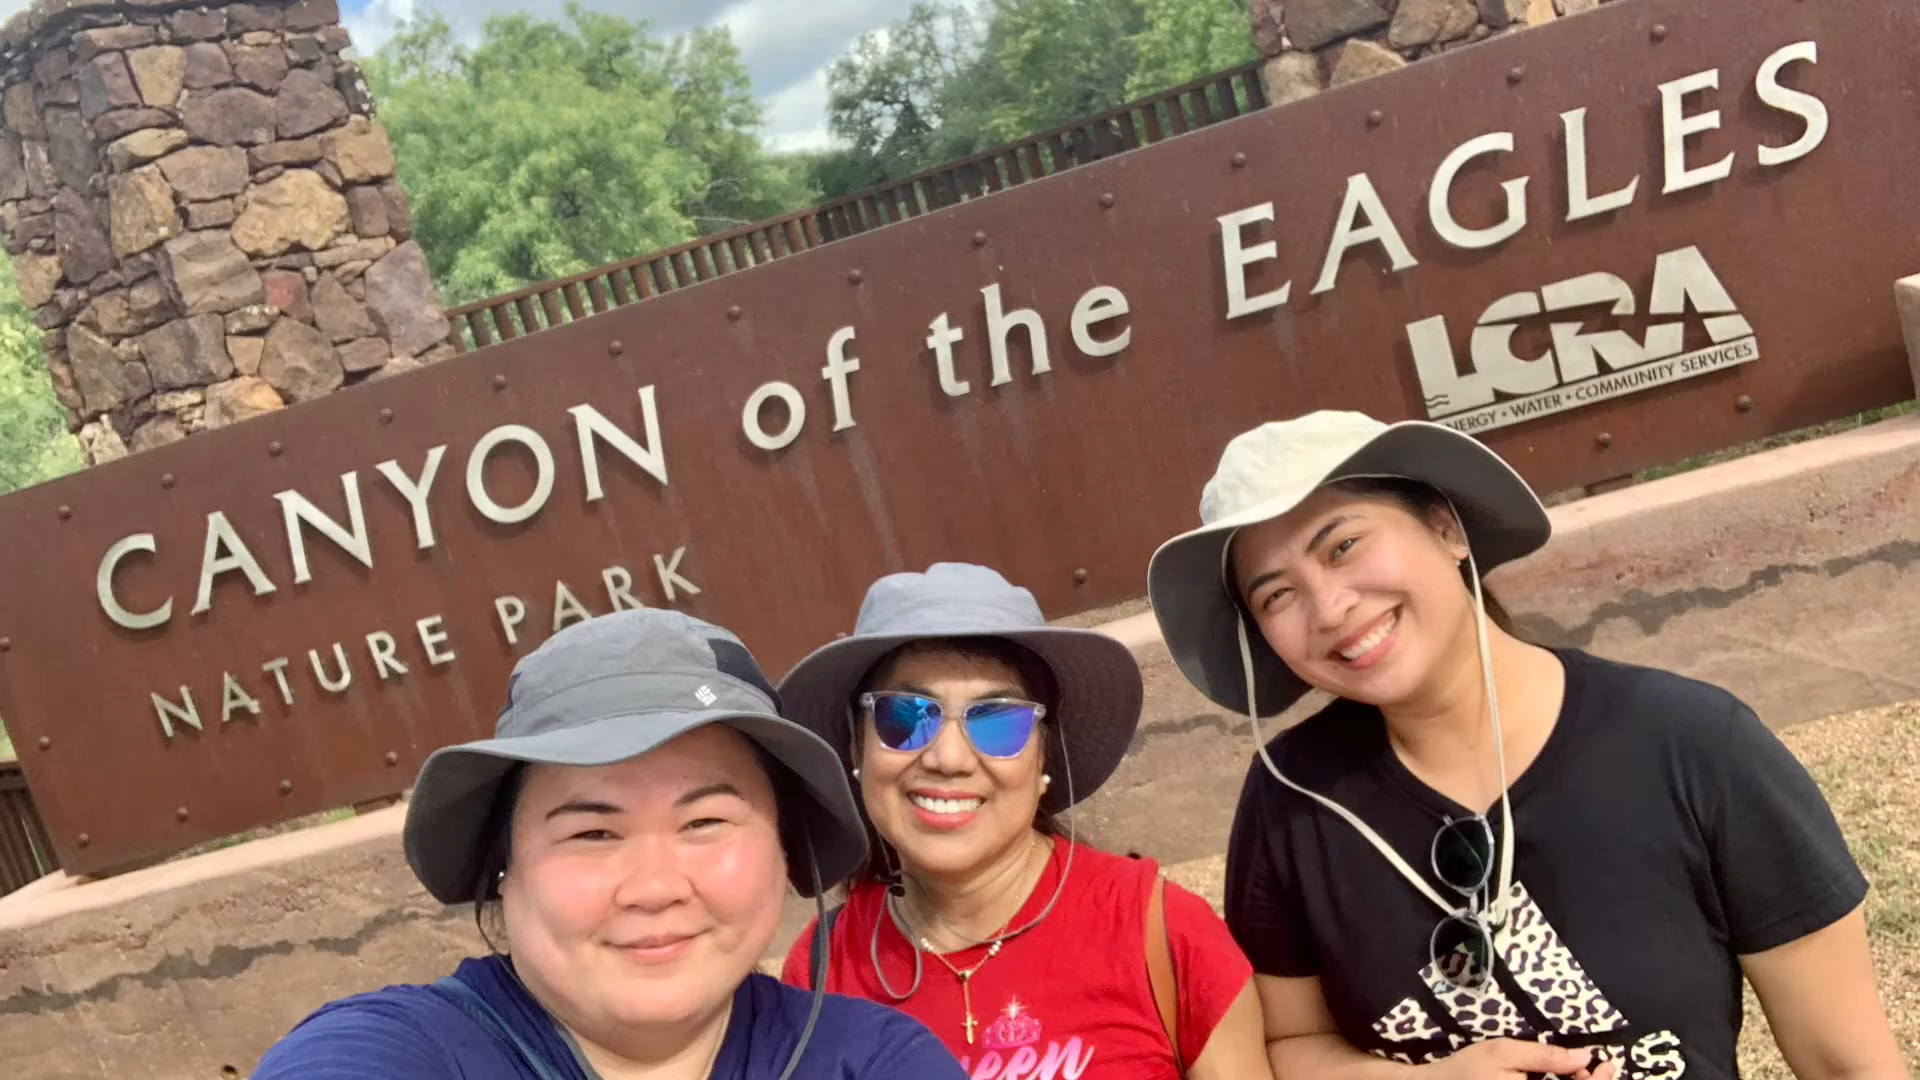 CANYON of the EAGLES
NATURE PARK
LCRA
ENERGY • WATER • COMMUNITY SERVICES